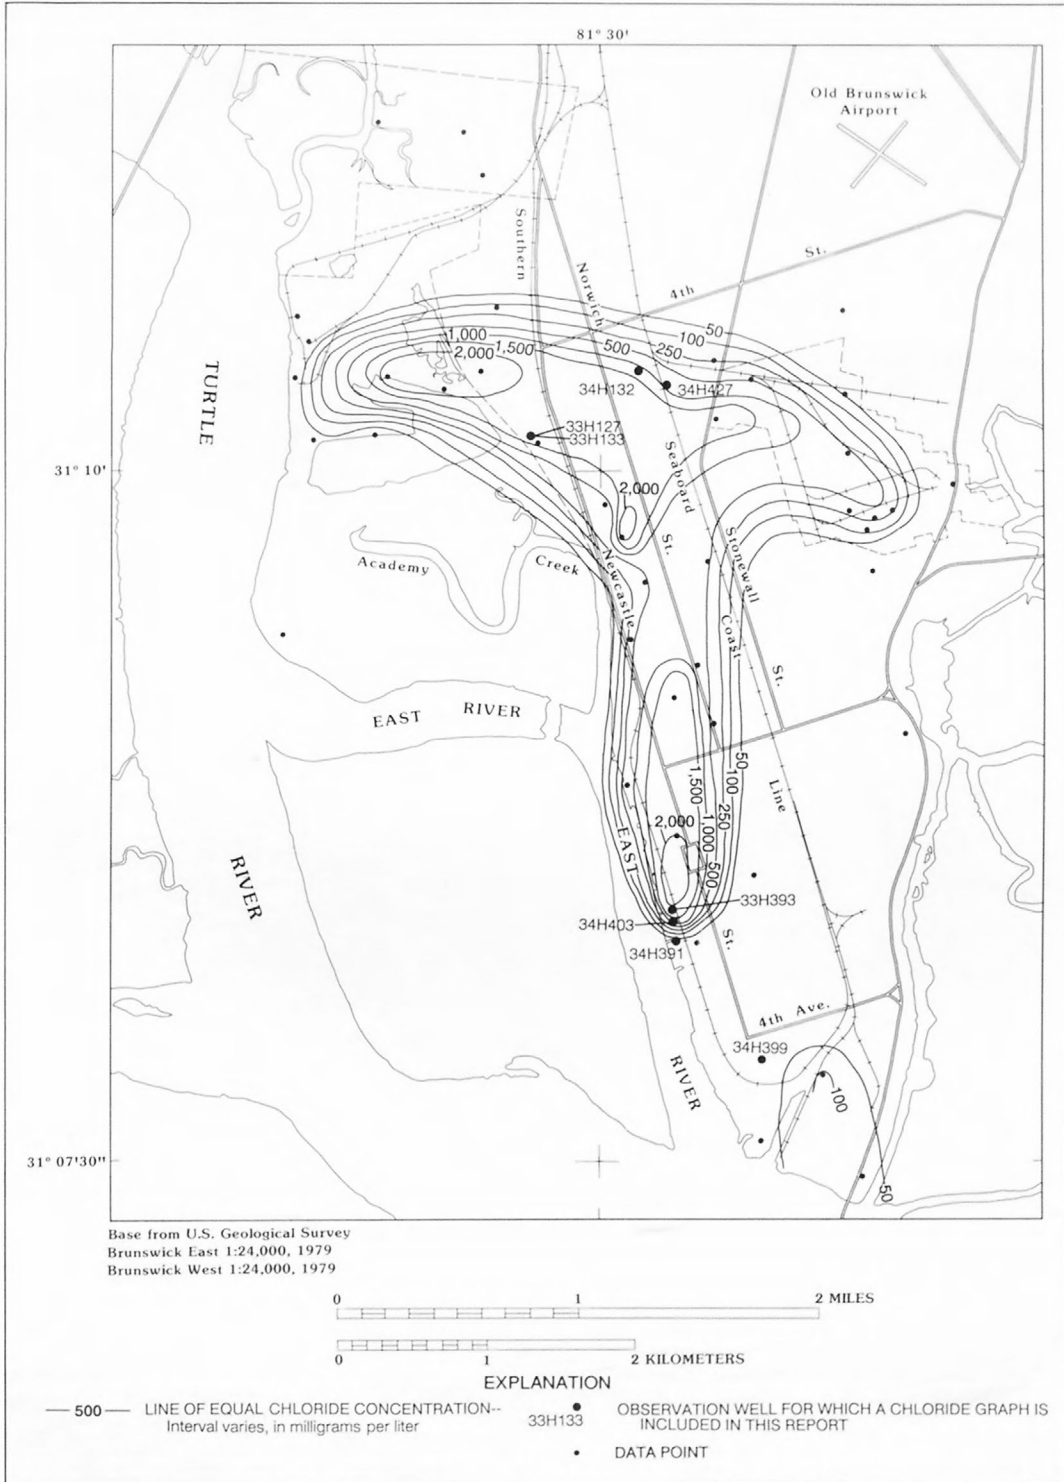 81° 30'
Old Brunswick
Airport
Southern
Norwich
4th
St.
50
100
250
500
1,000
1,500
2,000
34H132
34H427
33H127
33H133
TURTLE
31° 10'
2,000
Seaboard
St.
Stonewall
Academy
Creek
Newcastle
Coast
St.
EAST RIVER
50
100
250
1,500
1,000
500
Line
2,000
EAST
RIVER
33H393
34H403
St.
34H391
4th Ave.
34H399
RIVER
100
50
31° 07'30"
Base from U.S. Geological Survey
Brunswick East 1:24,000, 1979
Brunswick West 1:24,000, 1979
0 1 2 MILES
0 1 2 KILOMETERS
EXPLANATION
500 LINE OF EQUAL CHLORIDE CONCENTRATION--
Interval varies, in milligrams per liter
33H133
OBSERVATION WELL FOR WHICH A CHLORIDE GRAPH IS
INCLUDED IN THIS REPORT
DATA POINT